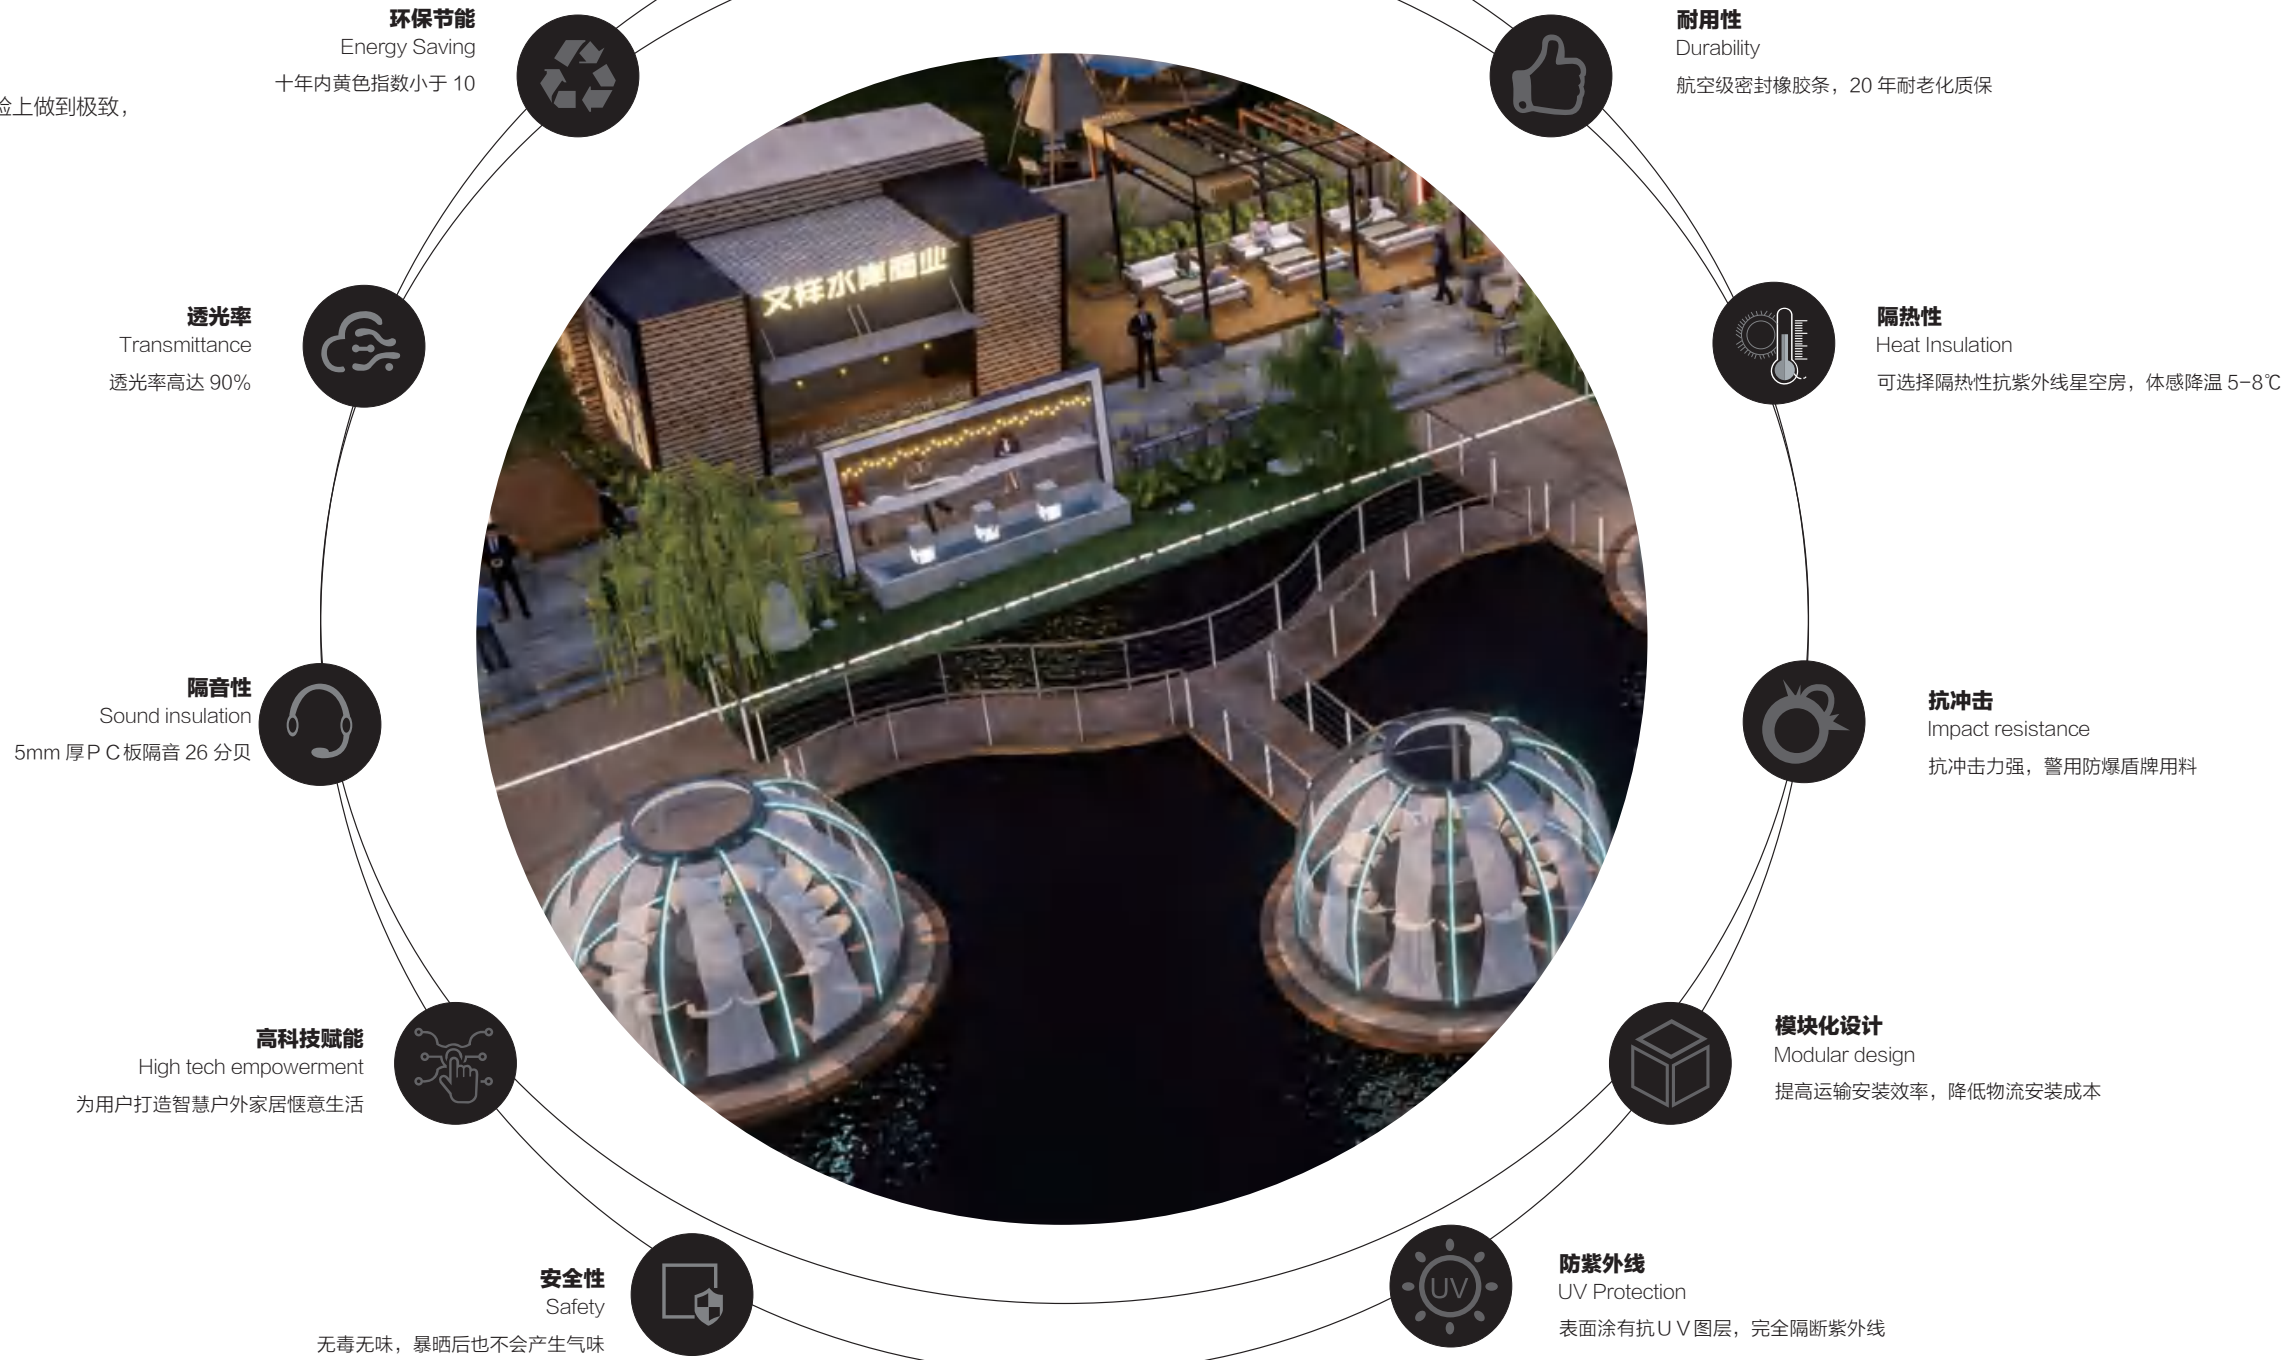 环保节能
Energy Saving
十年内黄色指数小于 10
验上做到极致，
透光率
Transmittance
透光率高达 90%
隔音性
Sound insulation
5mm 厚ＰＣ板隔音 26 分贝
高科技赋能
High tech empowerment
为用户打造智慧户外家居惬意生活
安全性
Safety
无毒无味，暴晒后也不会产生气味
又样水岸商业
耐用性
Durability
航空级密封橡胶条，20 年耐老化质保
隔热性
Heat Insulation
可选择隔热性抗紫外线星空房，体感降温 5-8℃
抗冲击
Impact resistance
抗冲击力强，警用防爆盾牌用料
模块化设计
Modular design
提高运输安装效率，降低物流安装成本
UV
防紫外线
UV Protection
表面涂有抗ＵＶ图层，完全隔断紫外线